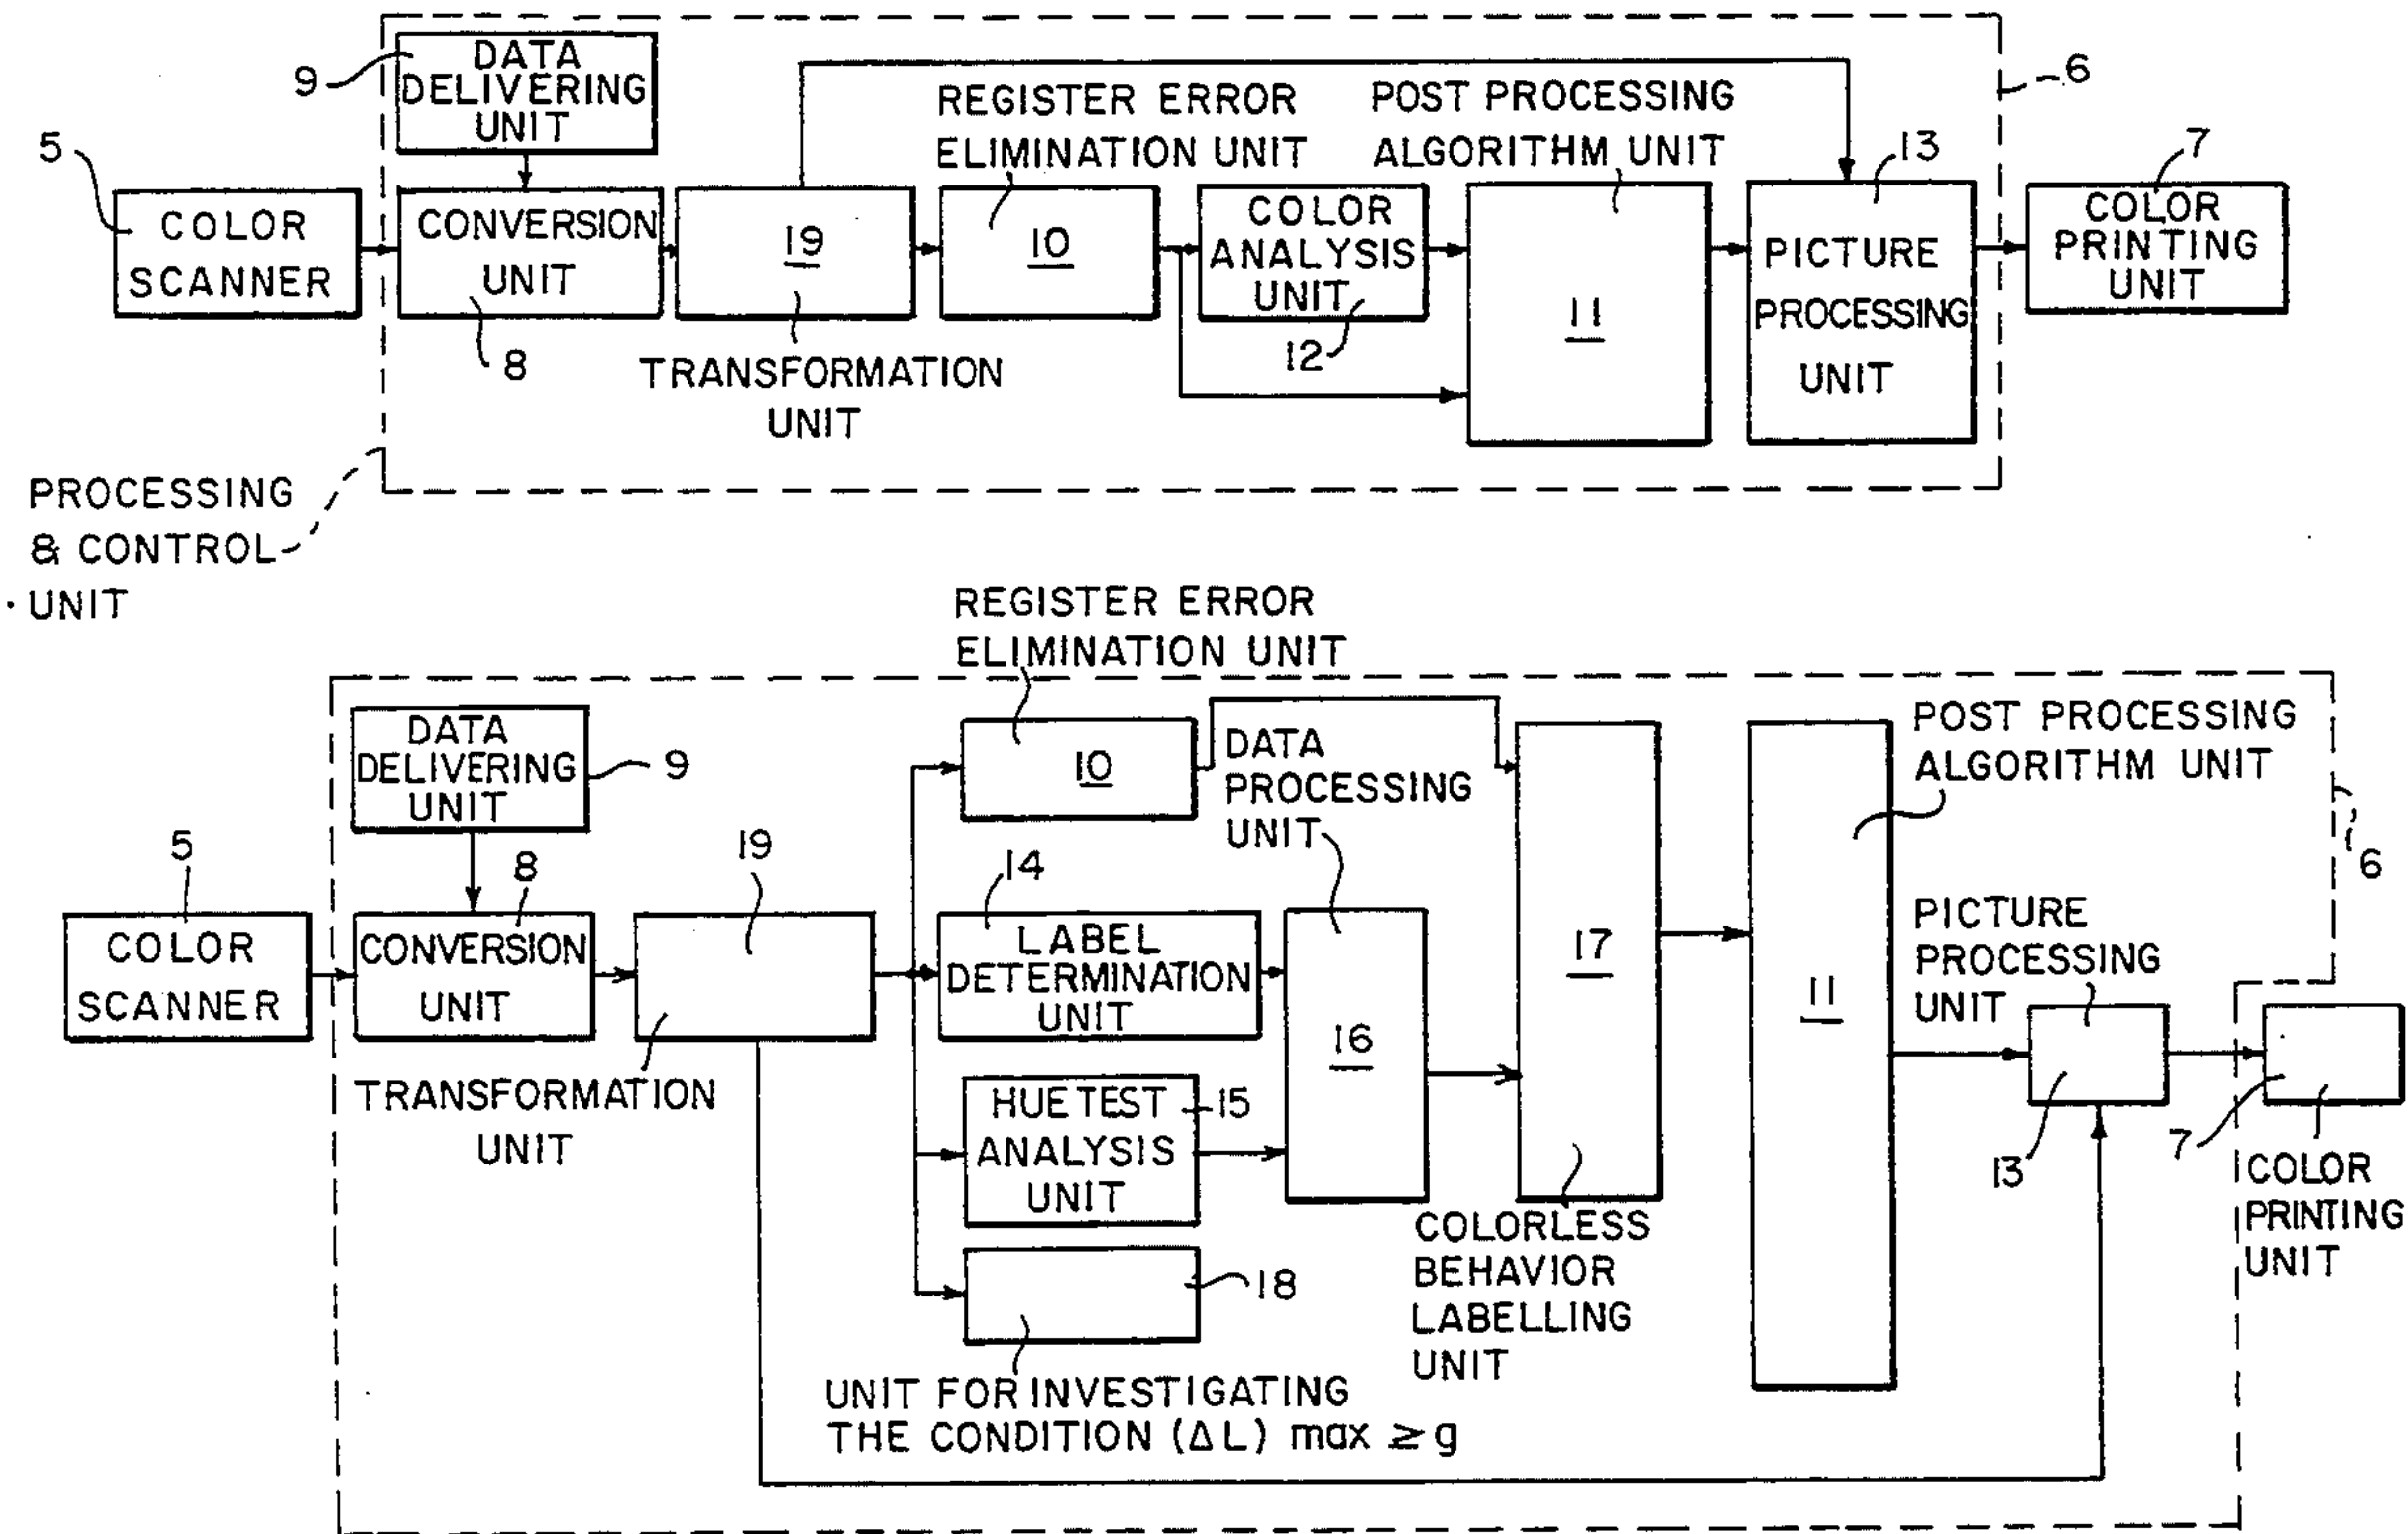 DATA
DELIVERING
UNIT
9
6
REGISTER ERROR
ELIMINATION UNIT
POST PROCESSING
ALGORITHM UNIT
5
COLOR
SCANNER
CONVERSION
UNIT
8
19
TRANSFORMATION
UNIT
10
COLOR
ANALYSIS
UNIT
12
11
13
PICTURE
PROCESSING
UNIT
7
COLOR
PRINTING
UNIT
PROCESSING
& CONTROL
UNIT
REGISTER ERROR
ELIMINATION UNIT
DATA
DELIVERING
UNIT
9
10
DATA
PROCESSING
UNIT
POST PROCESSING
ALGORITHM UNIT
6
5
COLOR
SCANNER
8
CONVERSION
UNIT
19
TRANSFORMATION
UNIT
14
LABEL
DETERMINATION
UNIT
HUE TEST
ANALYSIS
UNIT
15
18
UNIT FOR INVESTIGATING
THE CONDITION (ΔL) max ≥ g
16
17
COLORLESS
BEHAVIOR
LABELLING
UNIT
11
PICTURE
PROCESSING
UNIT
13
7
COLOR
PRINTING
UNIT